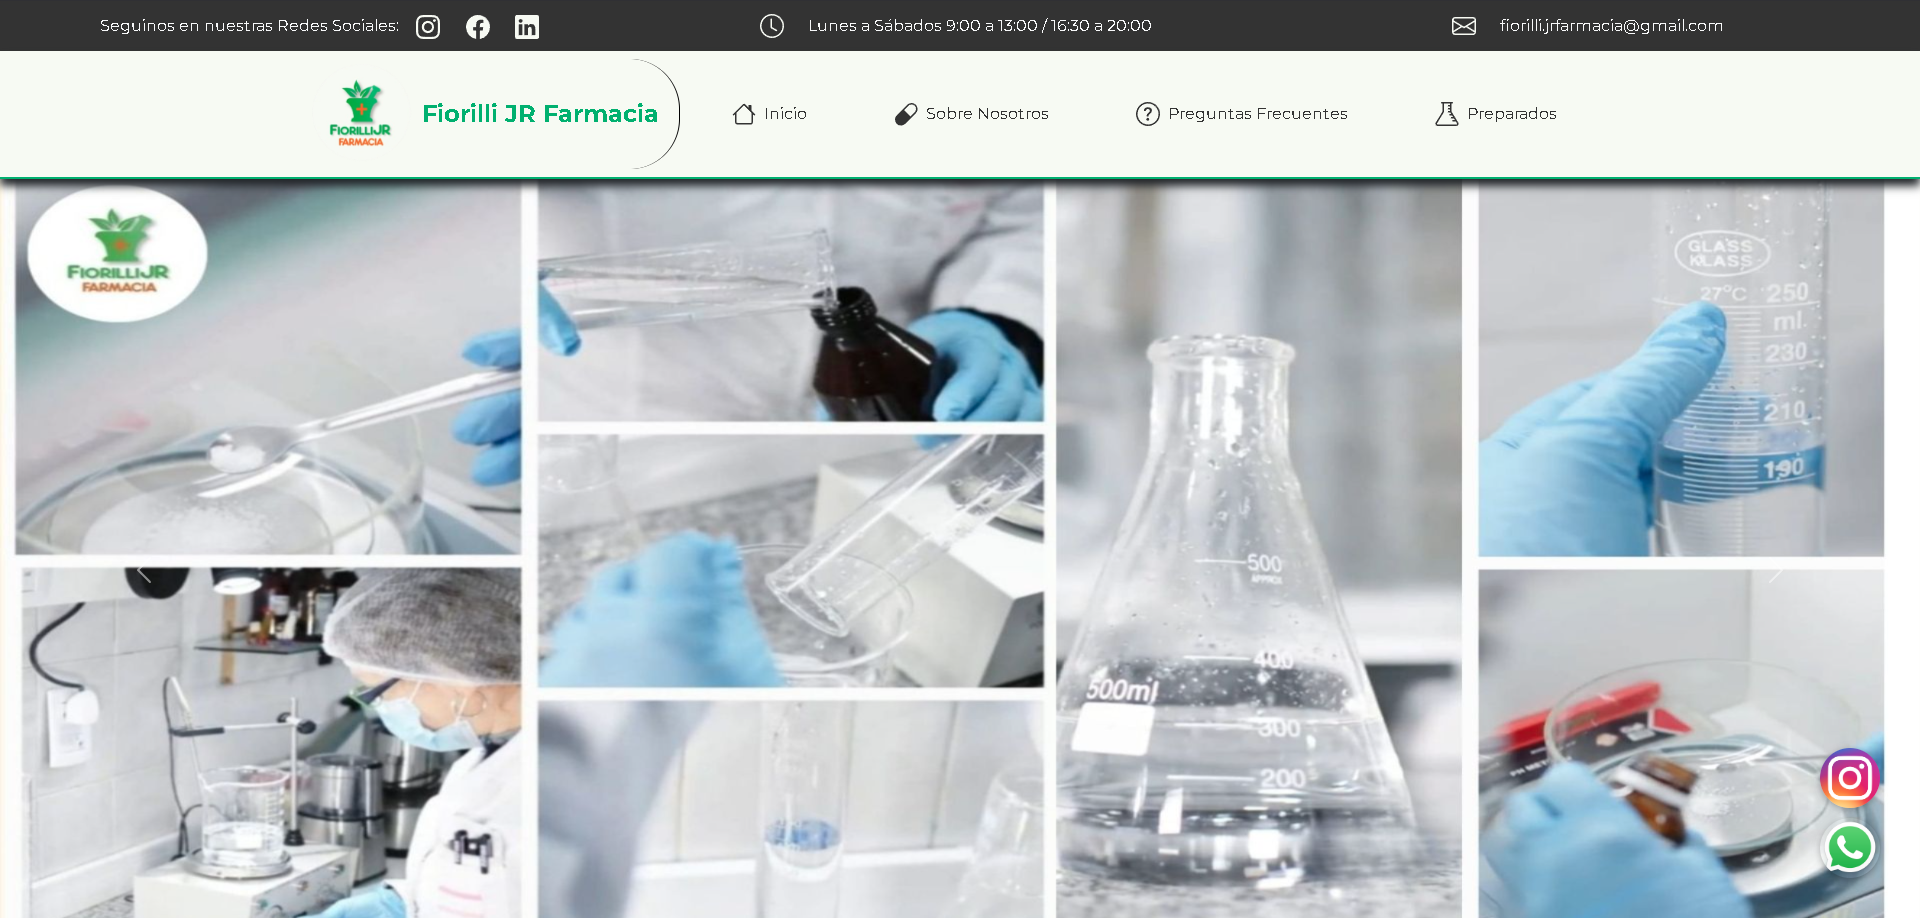 Seguinos en nuestras Redes Sociales:
Lunes a Sábados 9:00 a 13:00 / 16:30 a 20:00
fiorilli.jrfarmacia@gmail.com
FIORILLIJR
FARMACIA
Fiorilli JR Farmacia
Inicio
Sobre Nosotros
Preguntas Frecuentes
Preparados
FIORILLIJR
FARMACIA
GLASS
KLASS
27°C 250
ml
230
210
190
500
APPROX
400
500ml
300
200